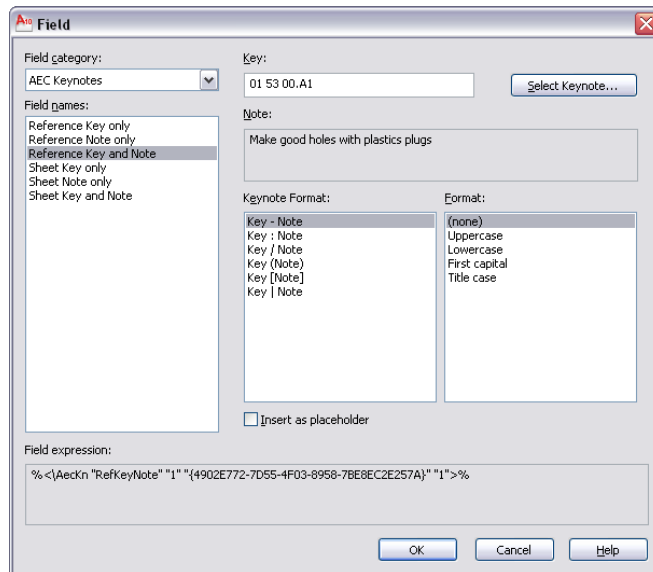 A10 Field
Field category:
AEC Keynotes
Field names:
Reference Key only
Reference Note only
Reference Key and Note
Sheet Key only
Sheet Note only
Sheet Key and Note
Key:
01 53 00.A1
Select Keynote...
Note:
Make good holes with plastics plugs
Keynote Format:
Key - Note
Key : Note
Key / Note
Key (Note)
Key [Note]
Key | Note
Format:
(none)
Uppercase
Lowercase
First capital
Title case
Insert as placeholder
Field expression:
%<\AecKn "RefKeyNote" "1" "{4902E772-7D55-4F03-8958-7BE8EC2E257A}" "1">%
OK Cancel Help